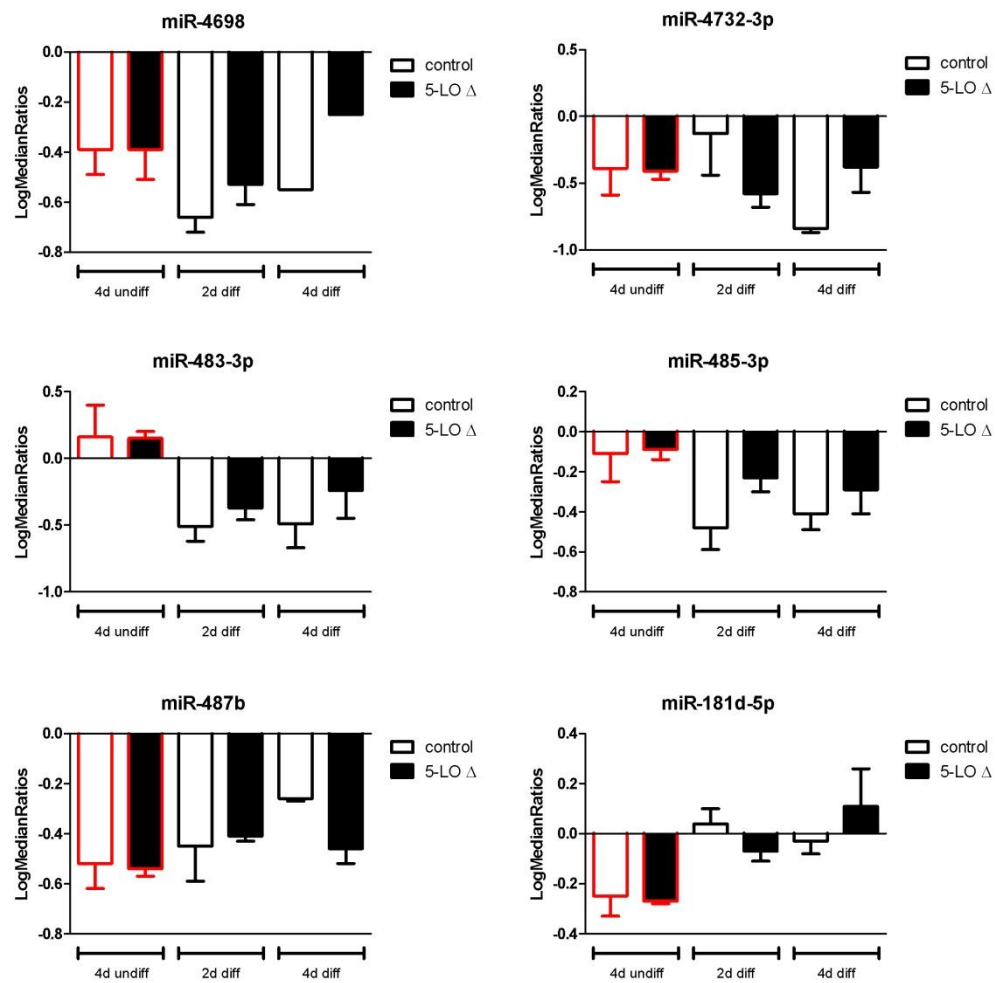 miR-4698
0.0
-0.2
-0.4
-0.6
-0.8
LogMedianRatios
control
5-LO Δ
4d undiff 2d diff 4d diff
miR-4732-3p
0.5
0.0
-0.5
-1.0
LogMedianRatios
control
5-LO Δ
4d undiff 2d diff 4d diff
miR-483-3p
0.5
0.0
-0.5
-1.0
LogMedianRatios
control
5-LO Δ
4d undiff 2d diff 4d diff
miR-485-3p
0.2
0.0
-0.2
-0.4
-0.6
-0.8
LogMedianRatios
control
5-LO Δ
4d undiff 2d diff 4d diff
miR-487b
0.0
-0.2
-0.4
-0.6
-0.8
LogMedianRatios
control
5-LO Δ
4d undiff 2d diff 4d diff
miR-181d-5p
0.4
0.2
0.0
-0.2
-0.4
LogMedianRatios
control
5-LO Δ
4d undiff 2d diff 4d diff